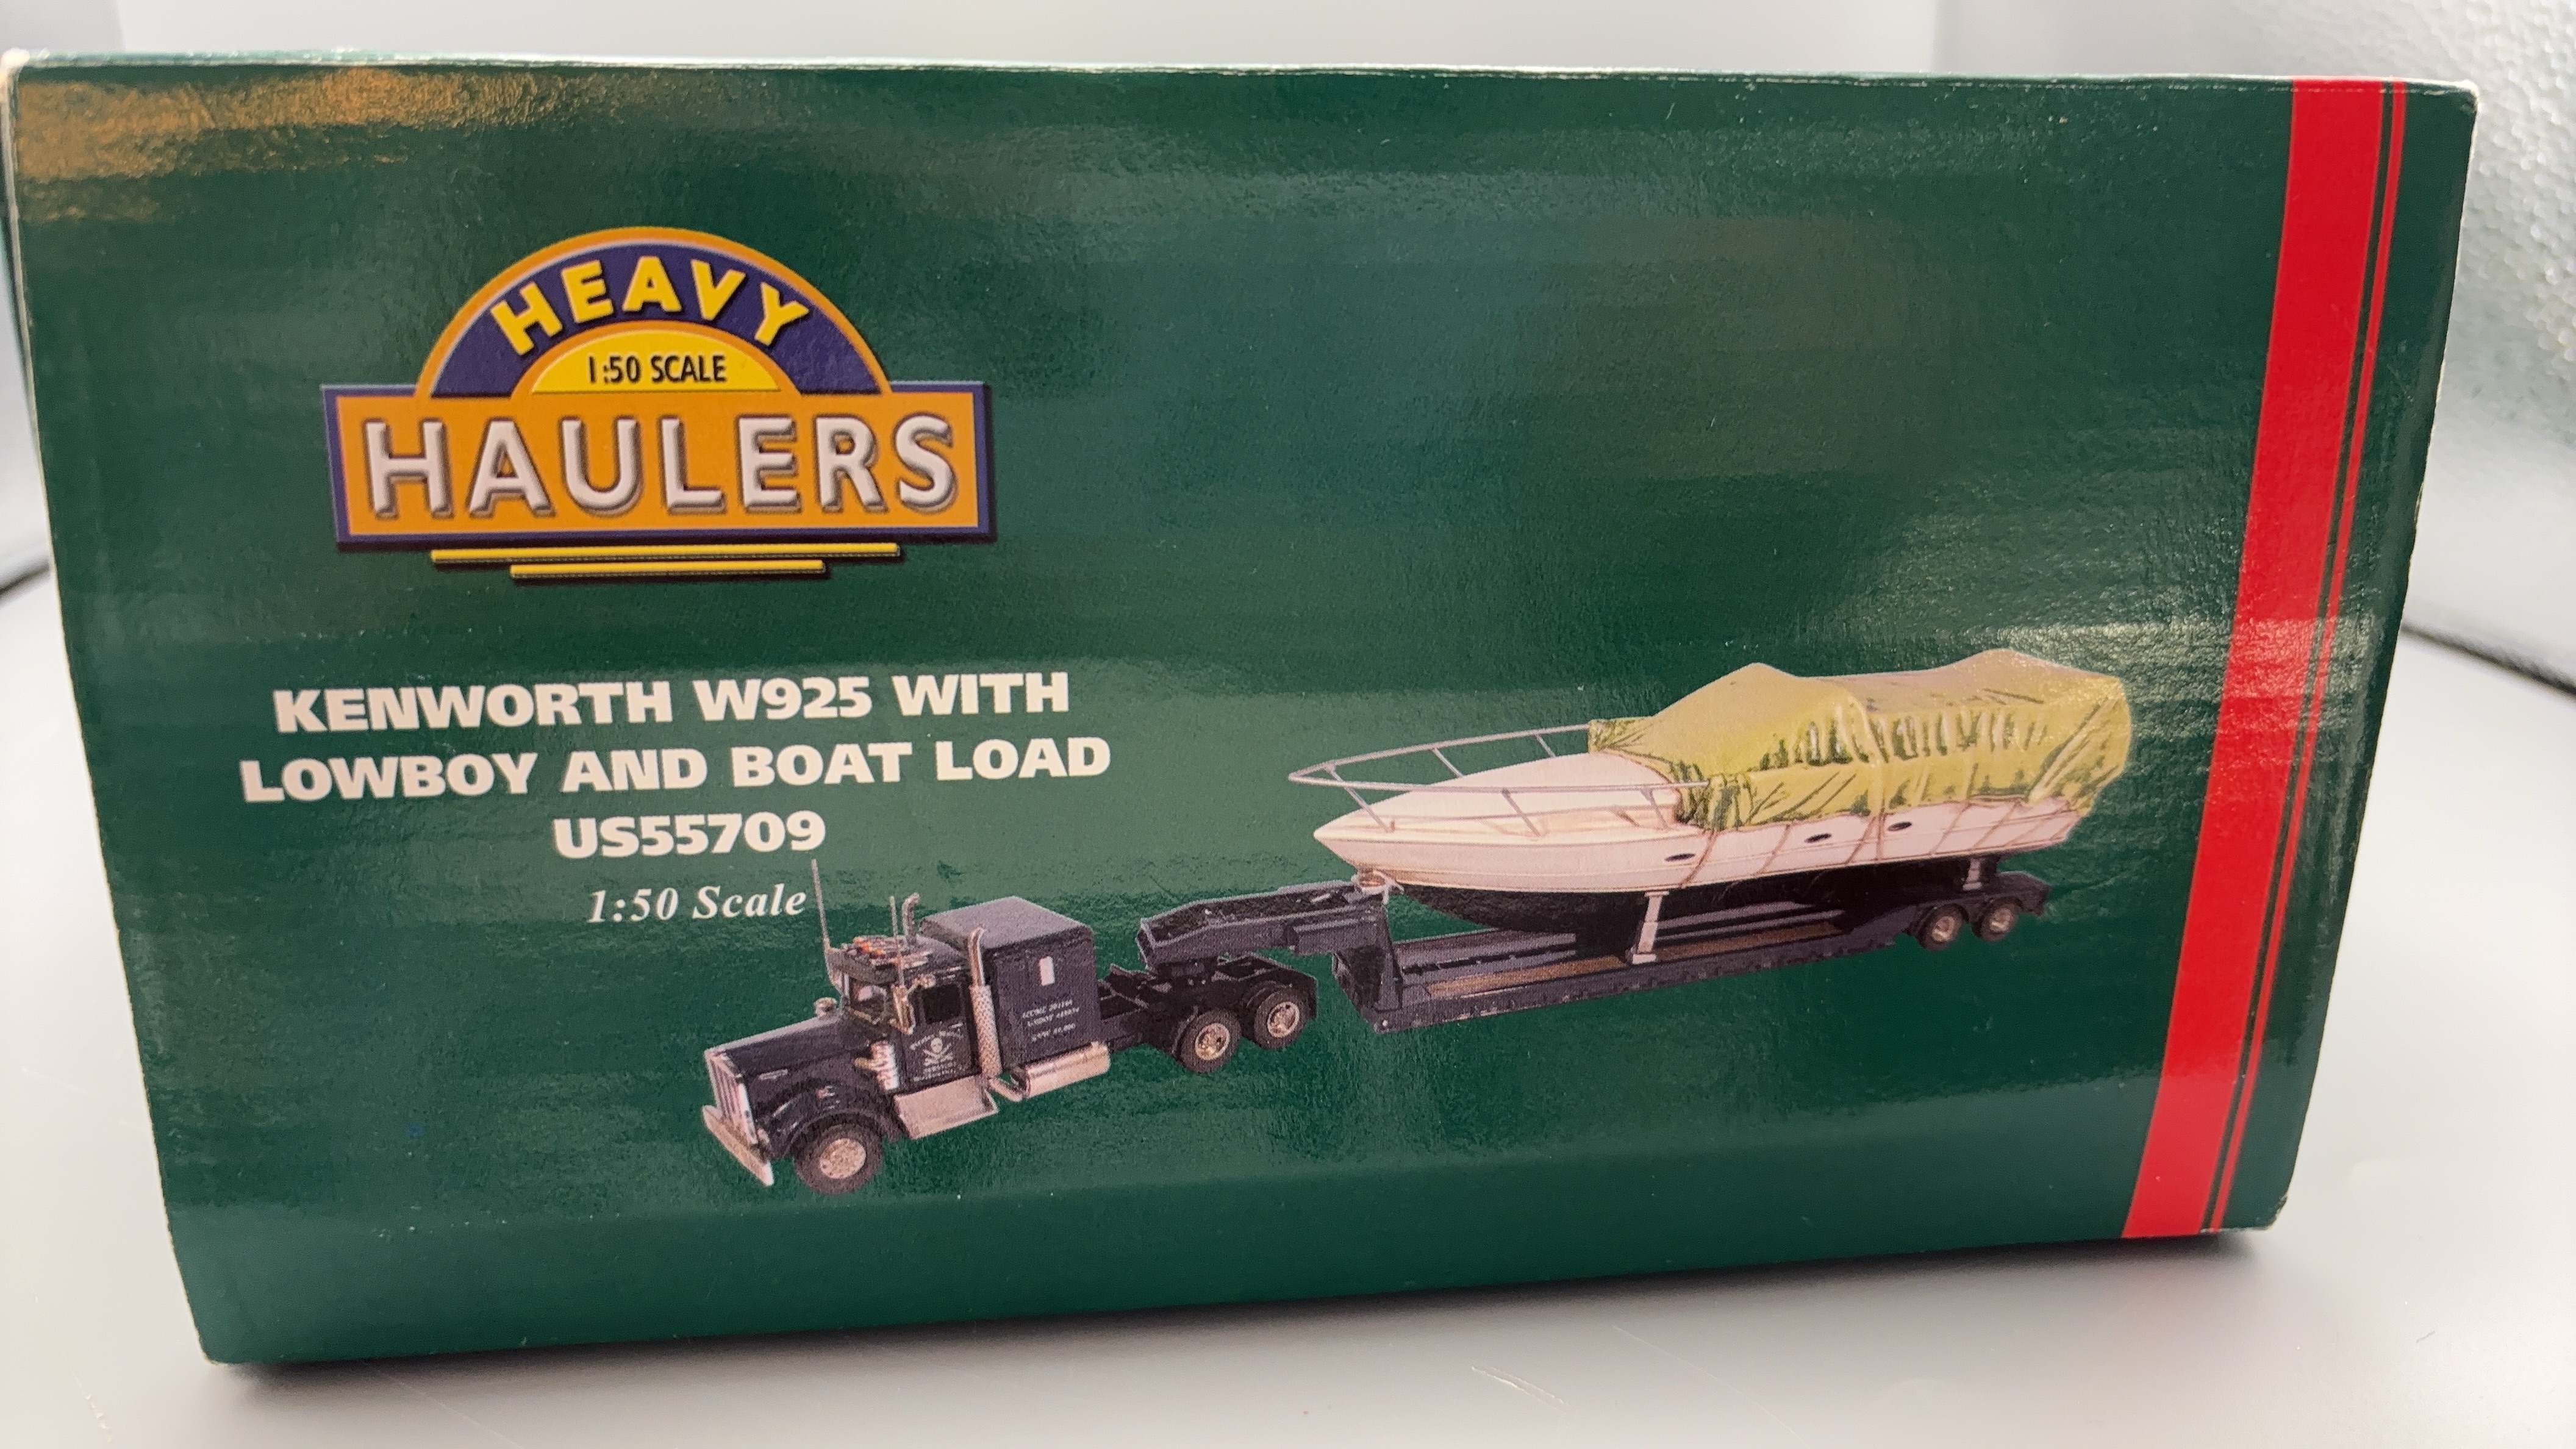 HEAVY
1:50 SCALE
HAULERS
KENWORTH W925 WITH
LOWBOY AND BOAT LOAD
US55709
1:50 Scale